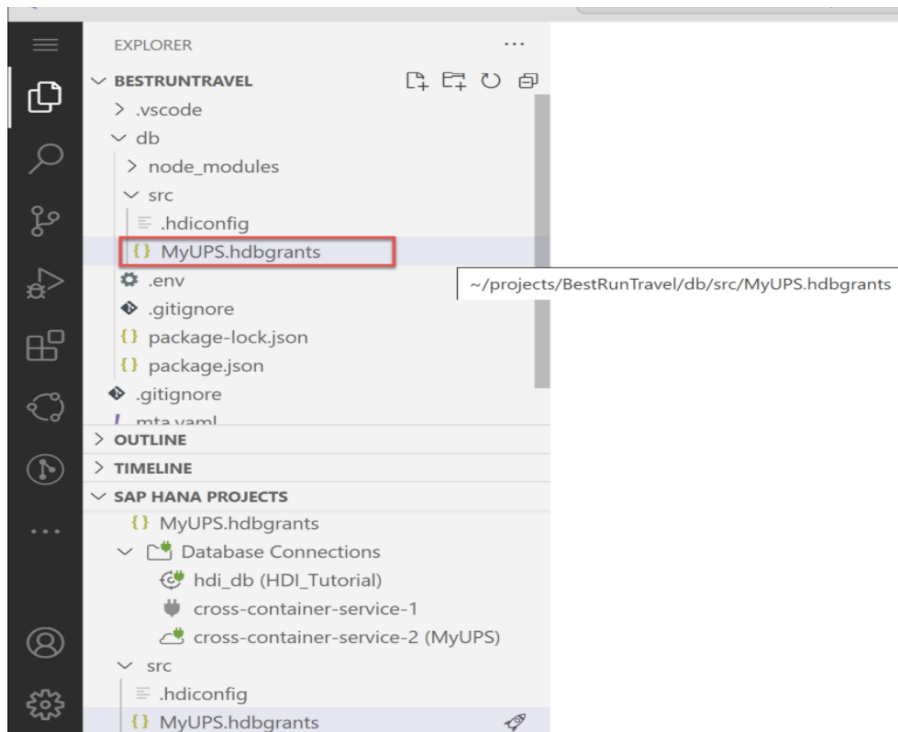 EXPLORER
BESTRUNTRAVEL
.vscode
db
node_modules
src
.hdiconfig
MyUPS.hdbgrants
~/projects/BestRunTravel/db/src/MyUPS.hdbgrants
.env
.gitignore
package-lock.json
package.json
.gitignore
mta.yaml
OUTLINE
TIMELINE
SAP HANA PROJECTS
MyUPS.hdbgrants
Database Connections
hdi_db (HDI_Tutorial)
cross-container-service-1
cross-container-service-2 (MyUPS)
src
.hdiconfig
MyUPS.hdbgrants